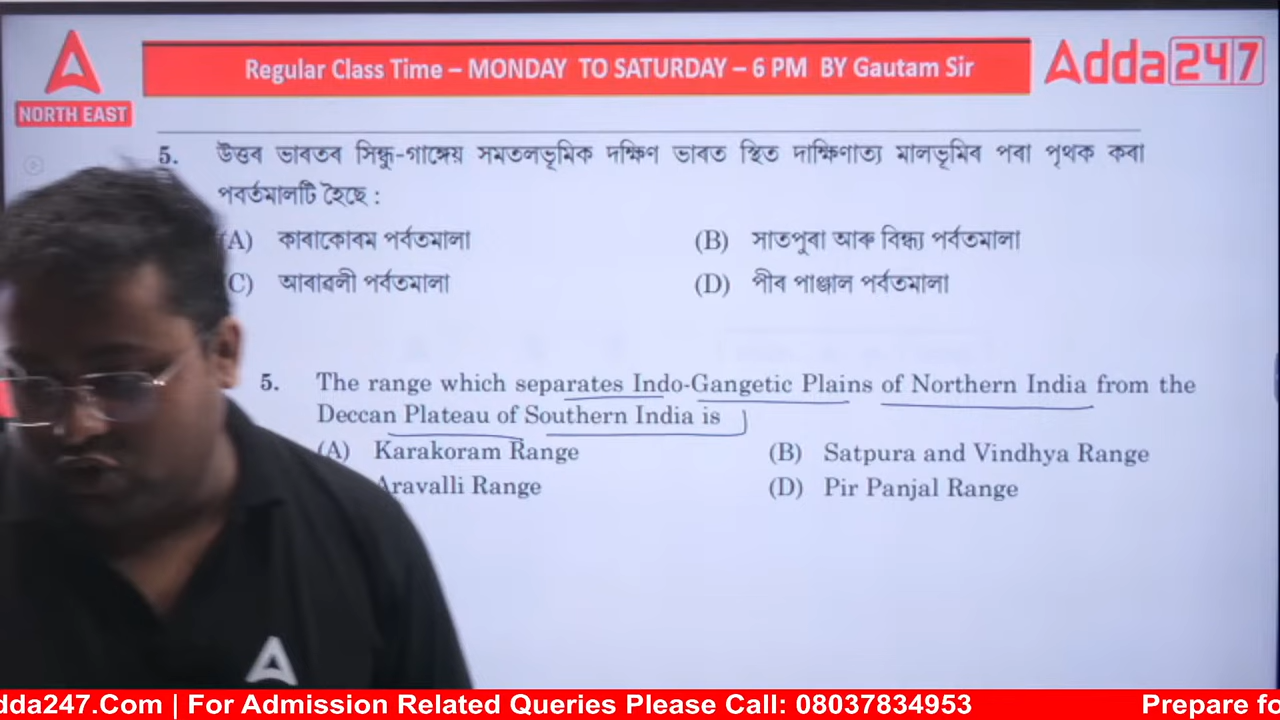 NORTH EAST
Regular Class Time – MONDAY TO SATURDAY – 6 PM BY Gautam Sir
Adda247
5. উত্তৰ ভাৰতৰ সিন্ধু-গাঙ্গেয় সমতলভূমিক দক্ষিণ ভাৰত স্থিত দাক্ষিণাত্য মালভূমিৰ পৰা পৃথক কৰা
পৰ্বতমালাটি হৈছে :
(A) কাৰাকোৰম পৰ্বতমালা (B) সাতপুৰা আৰু বিন্ধ্য পৰ্বতমালা
C) আৰাৱলী পৰ্বতমালা (D) পীৰ পাঞ্জাল পৰ্বতমালা
5. The range which separates Indo-Gangetic Plains of Northern India from the
Deccan Plateau of Southern India is
(A) Karakoram Range (B) Satpura and Vindhya Range
Aravalli Range (D) Pir Panjal Range
dda247.Com | For Admission Related Queries Please Call: 08037834953 Prepare fo